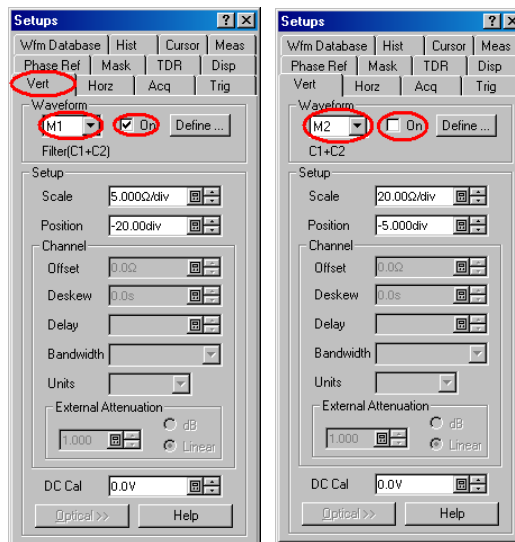 Setups
Wfm Database Hist Cursor Meas
Phase Ref Mask TDR Disp
Vert Horz Acq Trig
Waveform
M1 On Define ...
Filter(C1+C2)
Setup
Scale 5.000Ω/div
Position -20.00div
Channel
Offset 0.0Ω
Deskew 0.0s
Delay
Bandwidth
Units
External Attenuation
1.000 dB
Linear
DC Cal 0.0V
Optical >> Help
Setups
Wfm Database Hist Cursor Meas
Phase Ref Mask TDR Disp
Vert Horz Acq Trig
Waveform
M2 On Define ...
C1+C2
Setup
Scale 20.00Ω/div
Position -5.000div
Channel
Offset 0.0Ω
Deskew 0.0s
Delay
Bandwidth
Units
External Attenuation
1.000 dB
Linear
DC Cal 0.0V
Optical >> Help